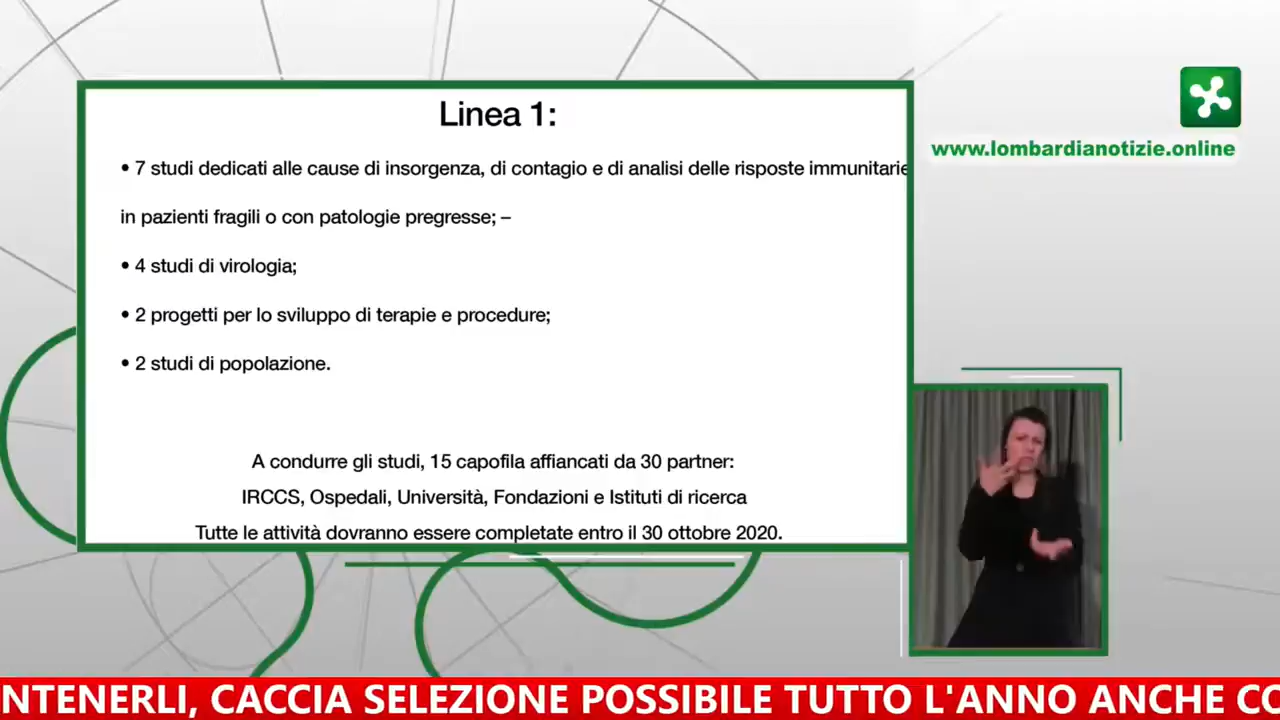 Linea 1:
• 7 studi dedicati alle cause di insorgenza, di contagio e di analisi delle risposte immunitarie
in pazienti fragili o con patologie pregresse; –
• 4 studi di virologia;
• 2 progetti per lo sviluppo di terapie e procedure;
• 2 studi di popolazione.
A condurre gli studi, 15 capofila affiancati da 30 partner:
IRCCS, Ospedali, Università, Fondazioni e Istituti di ricerca
Tutte le attività dovranno essere completate entro il 30 ottobre 2020.
www.lombardianotizie.online
NTENERLI, CACCIA SELEZIONE POSSIBILE TUTTO L'ANNO ANCHE CO